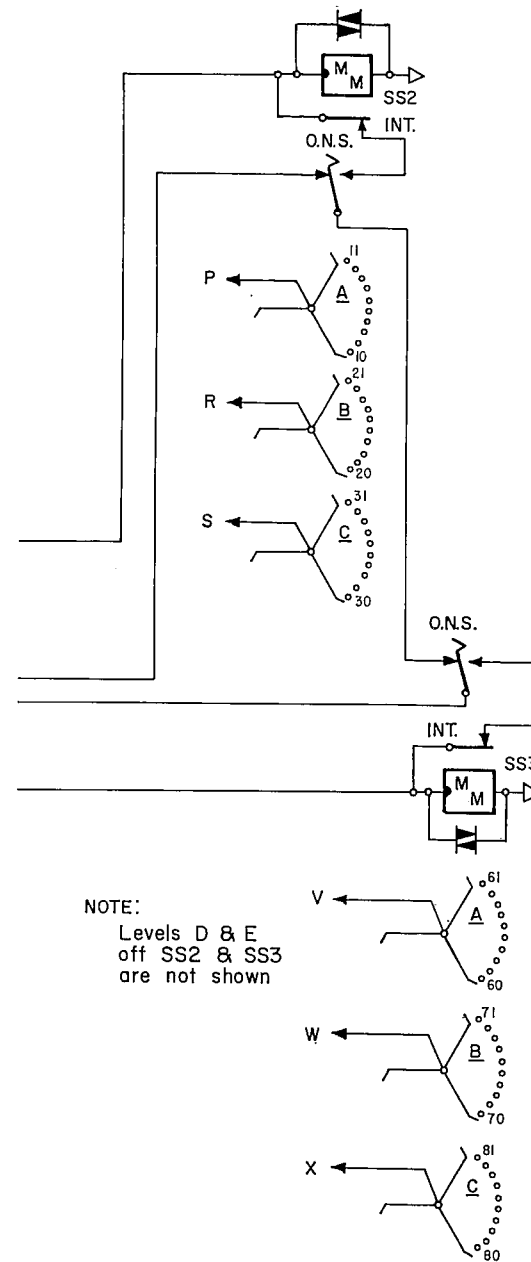 M
M
SS2
INT.
O.N.S.
11
P
A
10
21
R
B
20
31
S
C
30
O.N.S.
INT.
SS3
M
M
61
NOTE:
V
A
Levels D & E
off SS2 & SS3
are not shown
60
71
W
B
70
81
X
C
80